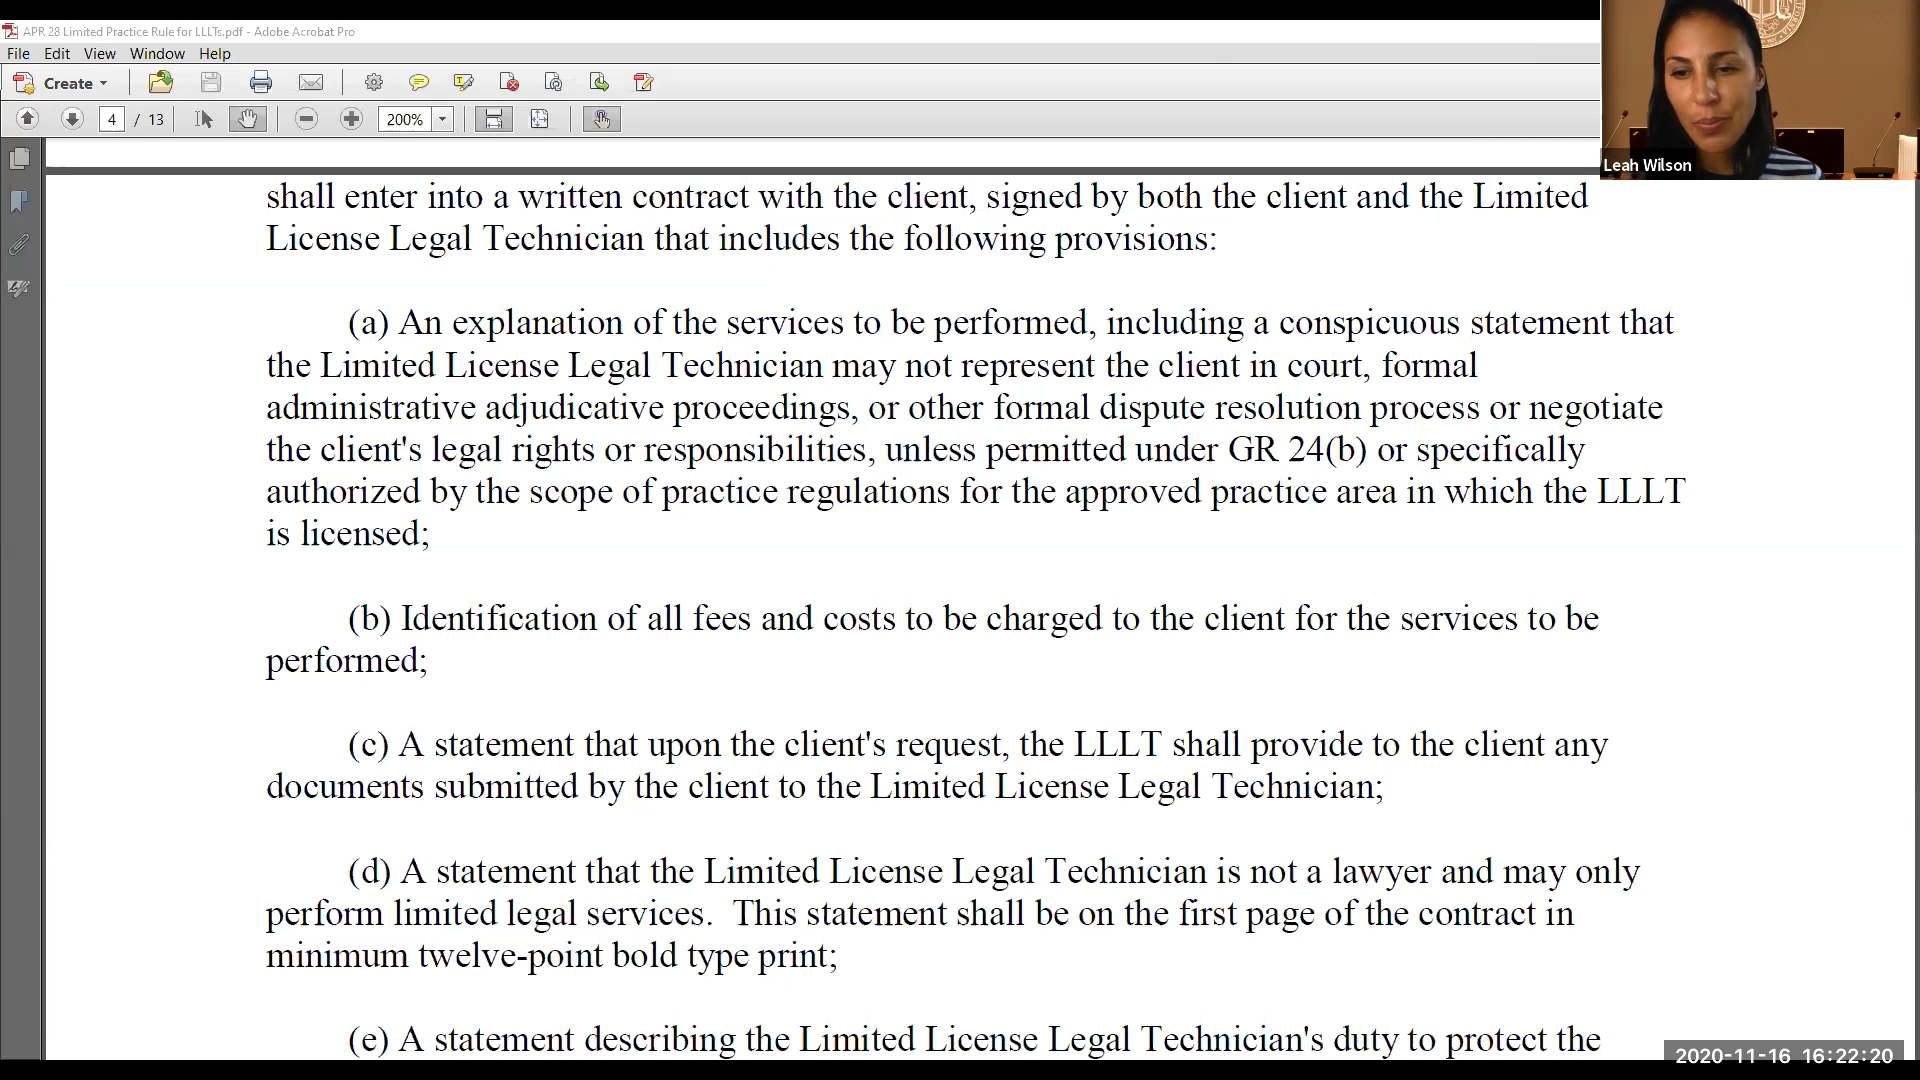 APR 28 Limited Practice Rule for LLLTs.pdf - Adobe Acrobat Pro
File Edit View Window Help
Create
4 / 13 200%
Leah Wilson
shall enter into a written contract with the client, signed by both the client and the Limited
License Legal Technician that includes the following provisions:
(a) An explanation of the services to be performed, including a conspicuous statement that
the Limited License Legal Technician may not represent the client in court, formal
administrative adjudicative proceedings, or other formal dispute resolution process or negotiate
the client's legal rights or responsibilities, unless permitted under GR 24(b) or specifically
authorized by the scope of practice regulations for the approved practice area in which the LLLT
is licensed;
(b) Identification of all fees and costs to be charged to the client for the services to be
performed;
(c) A statement that upon the client's request, the LLLT shall provide to the client any
documents submitted by the client to the Limited License Legal Technician;
(d) A statement that the Limited License Legal Technician is not a lawyer and may only
perform limited legal services.  This statement shall be on the first page of the contract in
minimum twelve-point bold type print;
(e) A statement describing the Limited License Legal Technician's duty to protect the
2020-11-16 16:22:20